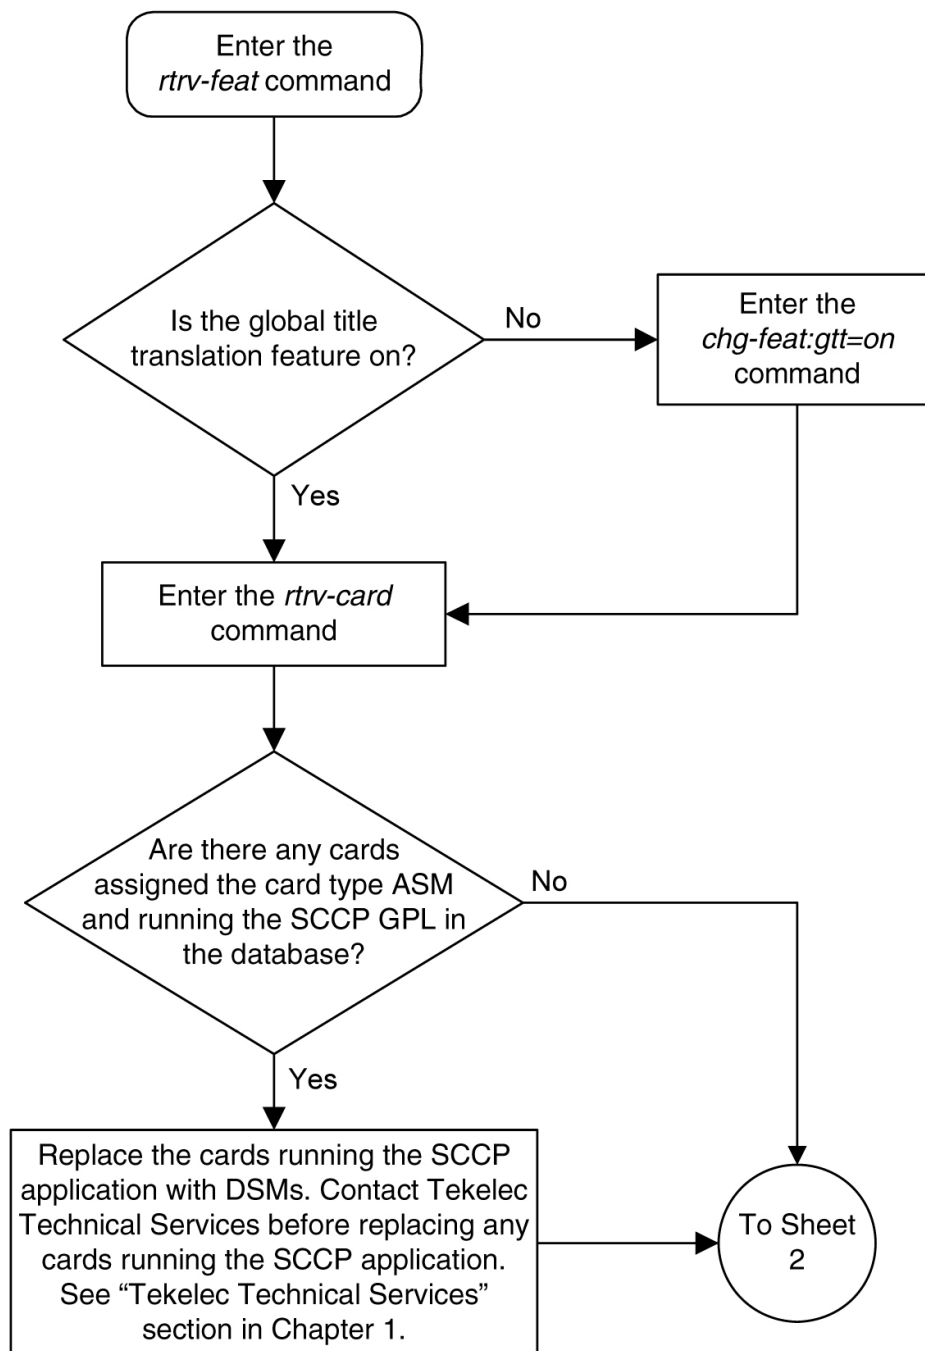 Enter the
rtrv-feat command
Is the global title
translation feature on?
No
Enter the
chg-feat:gtt=on
command
Yes
Enter the rtrv-card
command
Are there any cards
assigned the card type ASM
and running the SCCP GPL in
the database?
No
Yes
Replace the cards running the SCCP
application with DSMs. Contact Tekelec
Technical Services before replacing any
cards running the SCCP application.
See “Tekelec Technical Services”
section in Chapter 1.
To Sheet
2